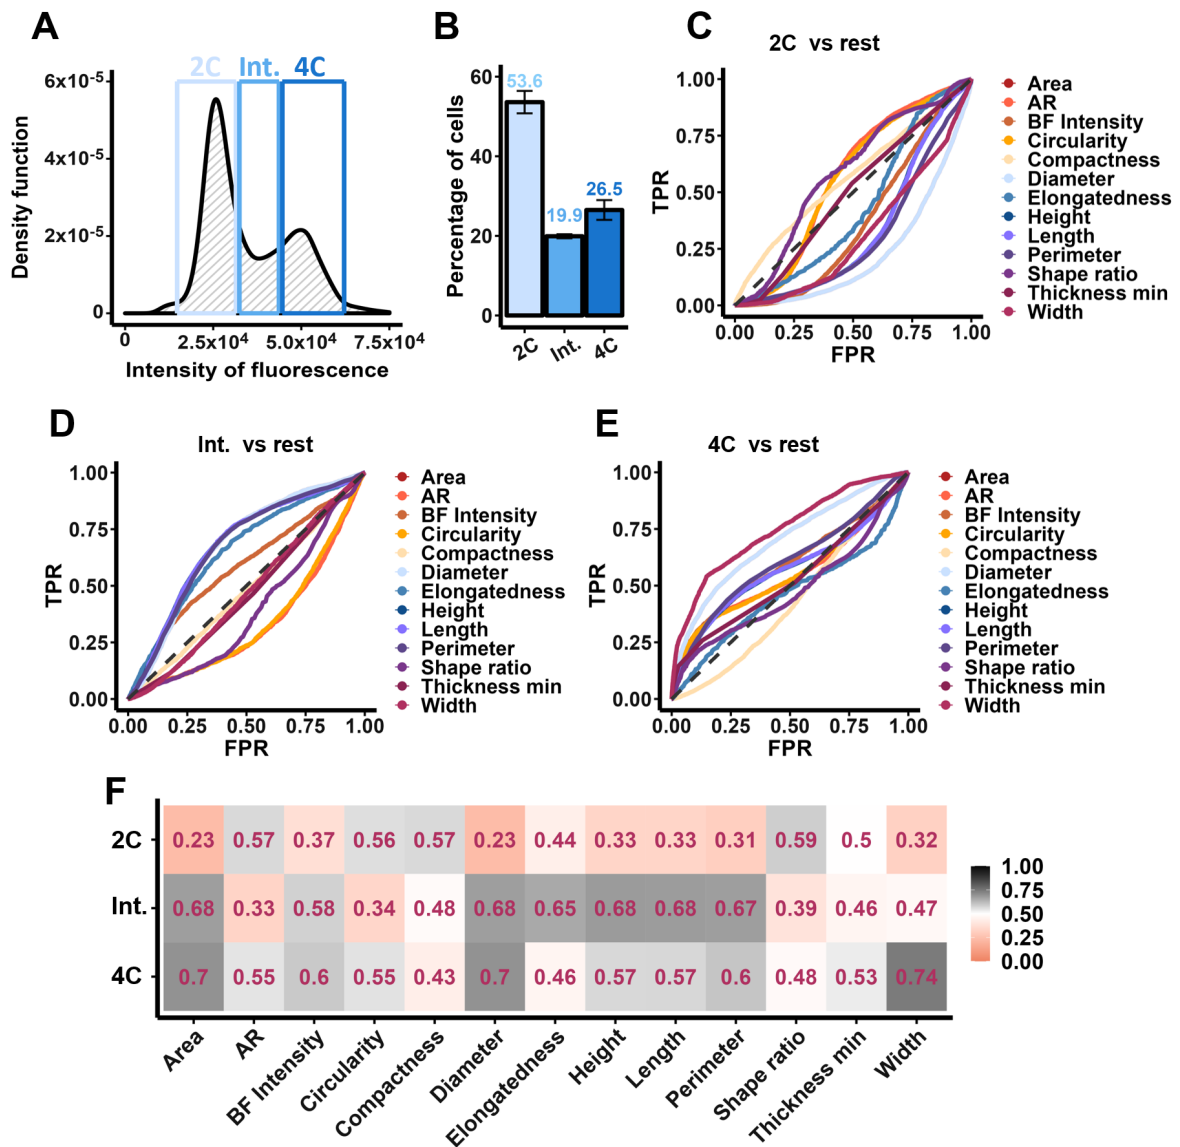 A
2C Int. 4C
6x10-5
4x10-5
2x10-5
0
Density function
0 2.5x10⁴ 5.0x10⁴ 7.5x10⁴
Intensity of fluorescence
B
60
40
20
0
Percentage of cells
53.6
19.9
26.5
2C Int. 4C
C
2C vs rest
1.00
0.75
0.50
0.25
0.00
TPR
0.00 0.25 0.50 0.75 1.00
FPR
Area
AR
BF Intensity
Circularity
Compactness
Diameter
Elongatedness
Height
Length
Perimeter
Shape ratio
Thickness min
Width
D
Int. vs rest
1.00
0.75
0.50
0.25
0.00
TPR
0.00 0.25 0.50 0.75 1.00
FPR
Area
AR
BF Intensity
Circularity
Compactness
Diameter
Elongatedness
Height
Length
Perimeter
Shape ratio
Thickness min
Width
E
4C vs rest
1.00
0.75
0.50
0.25
0.00
TPR
0.00 0.25 0.50 0.75 1.00
FPR
Area
AR
BF Intensity
Circularity
Compactness
Diameter
Elongatedness
Height
Length
Perimeter
Shape ratio
Thickness min
Width
F
2C 0.23 0.57 0.37 0.56 0.57 0.23 0.44 0.33 0.33 0.31 0.59 0.5 0.32
Int. 0.68 0.33 0.58 0.34 0.48 0.68 0.65 0.68 0.68 0.67 0.39 0.46 0.47
4C 0.7 0.55 0.6 0.55 0.43 0.7 0.46 0.57 0.57 0.6 0.48 0.53 0.74
Area AR BF Intensity Circularity Compactness Diameter Elongatedness Height Length Perimeter Shape ratio Thickness min Width
1.00
0.75
0.50
0.25
0.00